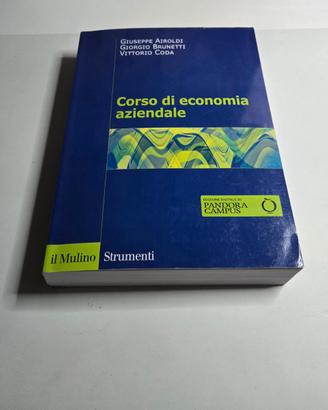 GIUSEPPE AIROLDI
GIORGIO BRUNETTI
VITTORIO CODA
Corso di economia
aziendale
EDIZIONE DIGITALE SU
PANDORA
CAMPUS
il Mulino Strumenti